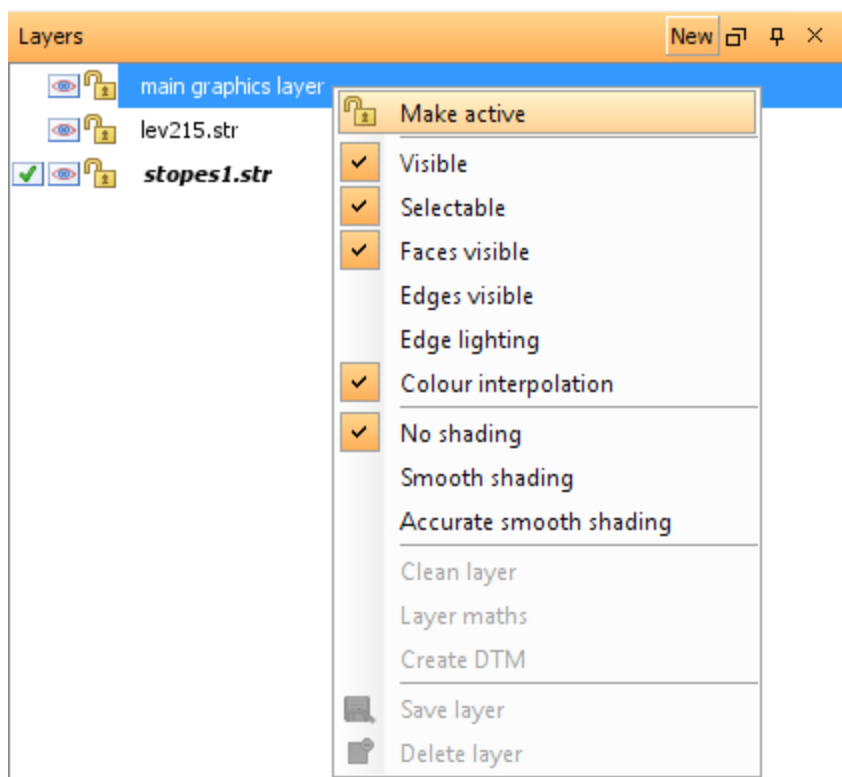 Layers New
main graphics layer
lev215.str
stopes1.str
Make active
Visible
Selectable
Faces visible
Edges visible
Edge lighting
Colour interpolation
No shading
Smooth shading
Accurate smooth shading
Clean layer
Layer maths
Create DTM
Save layer
Delete layer